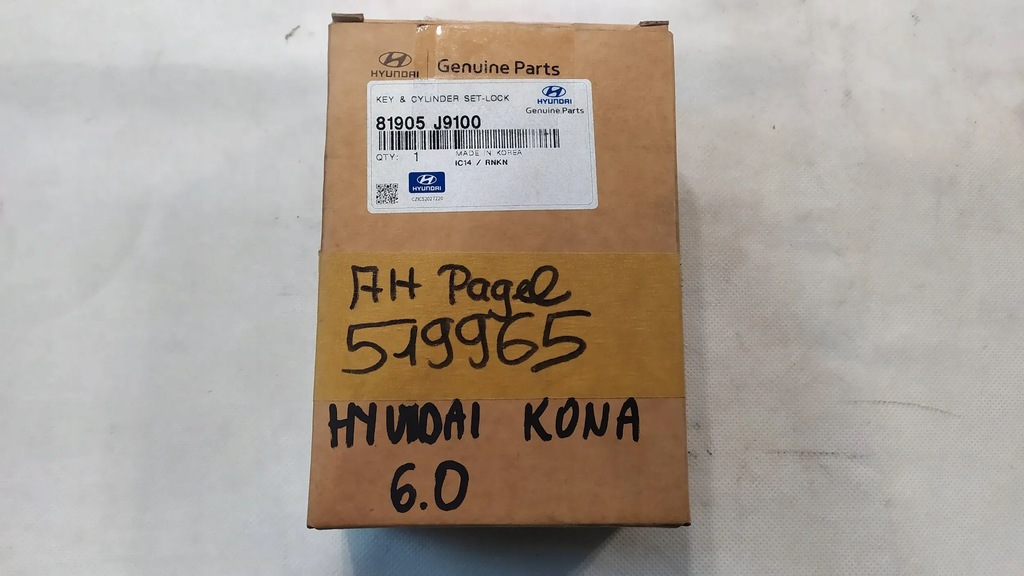 HYUNDAI Genuine Parts
KEY & CYLINDER SET-LOCK
HYUNDAI
Genuine Parts
81905 J9100
QTY: 1 MADE IN KOREA
IC14 / RNKN
HYUNDAI
AH Pagel
519965
HYUNDAI KONA
6.0